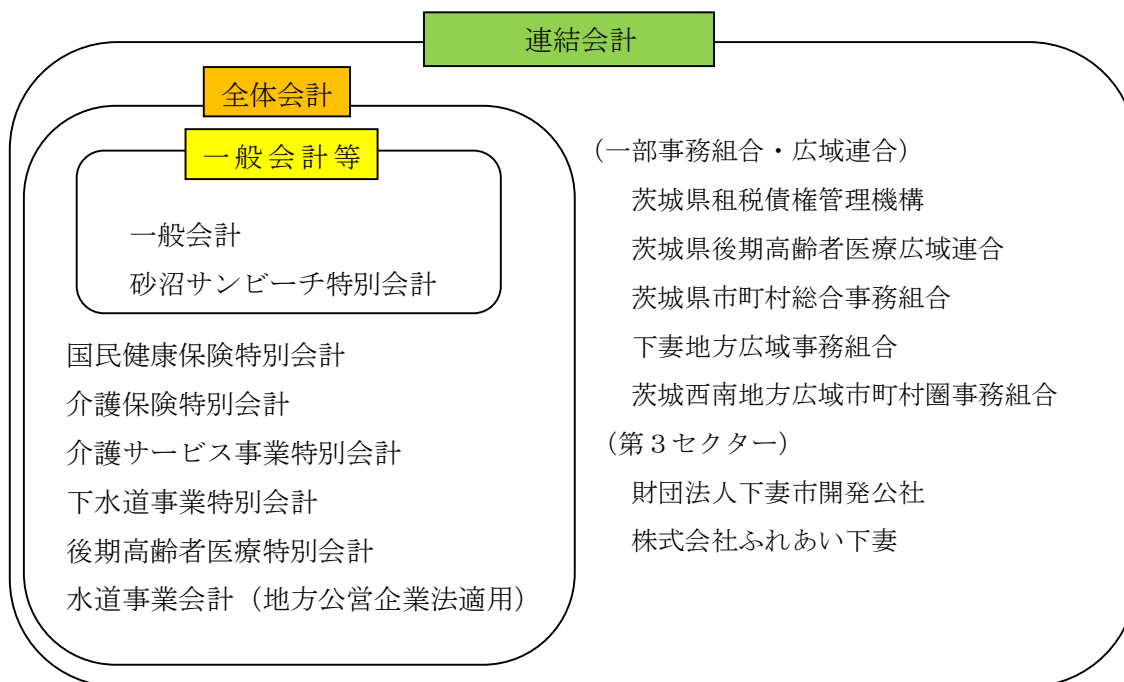 連結会計
全体会計
一般会計等
一般会計
砂沼サンビーチ特別会計
国民健康保険特別会計
介護保険特別会計
介護サービス事業特別会計
下水道事業特別会計
後期高齢者医療特別会計
水道事業会計（地方公営企業法適用）
（一部事務組合・広域連合）
茨城県租税債権管理機構
茨城県後期高齢者医療広域連合
茨城県市町村総合事務組合
下妻地方広域事務組合
茨城西南地方広域市町村圏事務組合
（第３セクター）
財団法人下妻市開発公社
株式会社ふれあい下妻